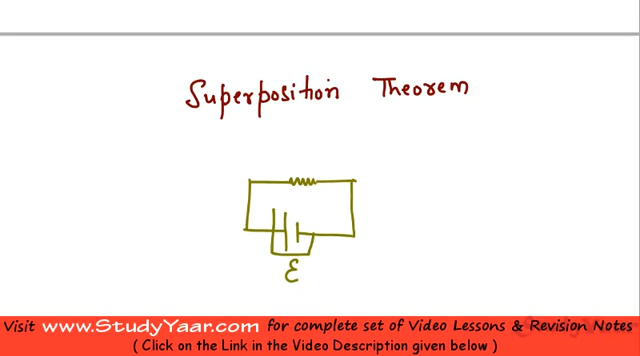 Superposition Theorem
ε
Visit www.StudyYaar.com for complete set of Video Lessons & Revision Notes
( Click on the Link in the Video Description given below )